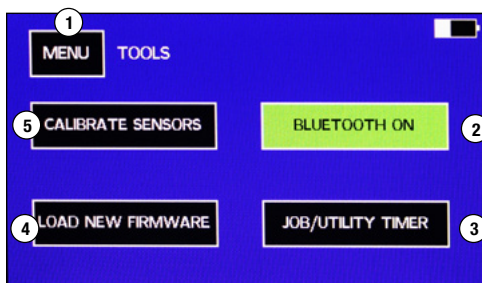 1
MENU TOOLS
5 CALIBRATE SENSORS BLUETOOTH ON 2
4 LOAD NEW FIRMWARE JOB/UTILITY TIMER 3